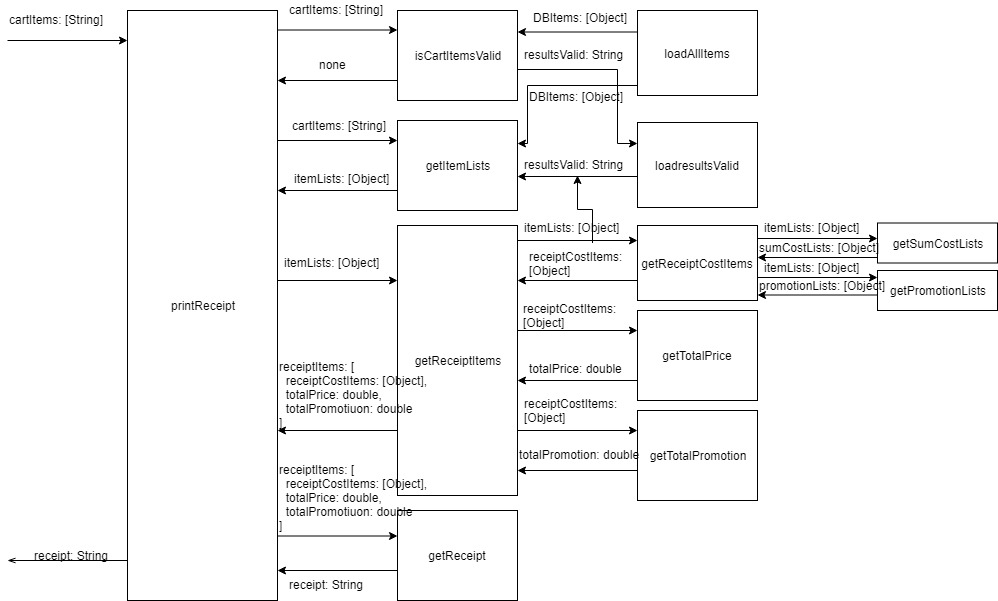 cartItems: [String]
cartItems: [String]
DBItems: [Object]
isCartItemsValid
loadAllItems
resultsValid: String
none
DBItems: [Object]
cartItems: [String]
getItemLists
resultsValid: String
loadresultsValid
itemLists: [Object]
itemLists: [Object]
itemLists: [Object]
getSumCostLists
sumCostLists: [Object]
receiptCostItems:
[Object]
getReceiptCostItems
itemLists: [Object]
itemLists: [Object]
promotionLists: [Object]
getPromotionLists
printReceipt
receiptCostItems:
[Object]
getTotalPrice
getReceiptItems
totalPrice: double
receiptItems: [
receiptCostItems: [Object],
totalPrice: double,
totalPromotiuon: double
]
receiptCostItems:
[Object]
totalPromotion: double
getTotalPromotion
receiptItems: [
receiptCostItems: [Object],
totalPrice: double,
totalPromotiuon: double
]
receipt: String
getReceipt
receipt: String